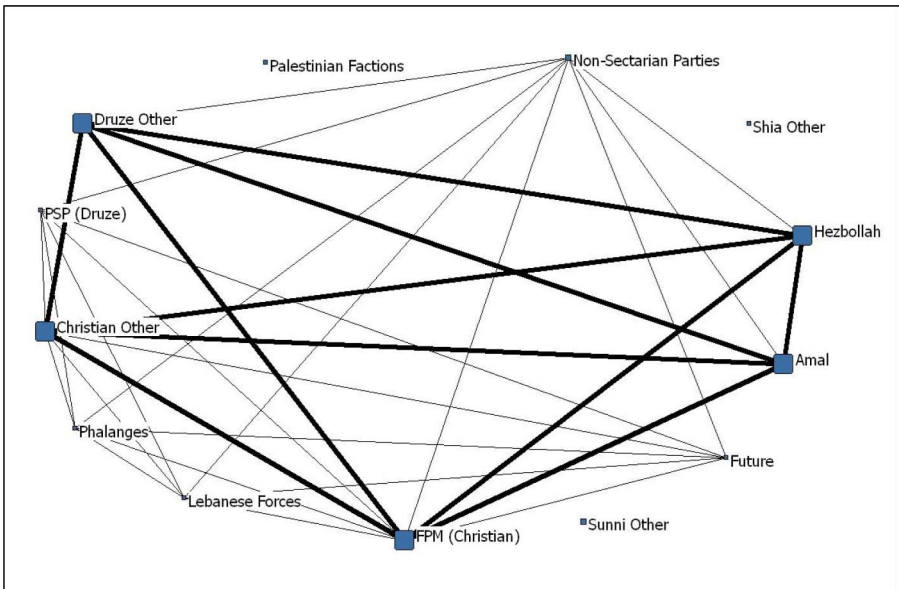 Non-Sectarian Parties
Palestinian Factions
Druze Other
Shia Other
PSP (Druze)
Hezbollah
Christian Other
Amal
Phalanges
Future
Lebanese Forces
Sunni Other
FPM (Christian)